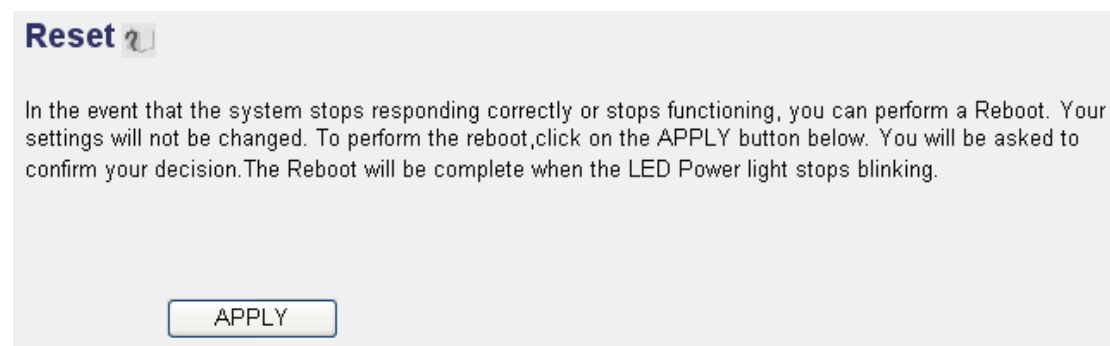 Reset
In the event that the system stops responding correctly or stops functioning, you can perform a Reboot. Your
settings will not be changed. To perform the reboot,click on the APPLY button below. You will be asked to
confirm your decision.The Reboot will be complete when the LED Power light stops blinking.
APPLY